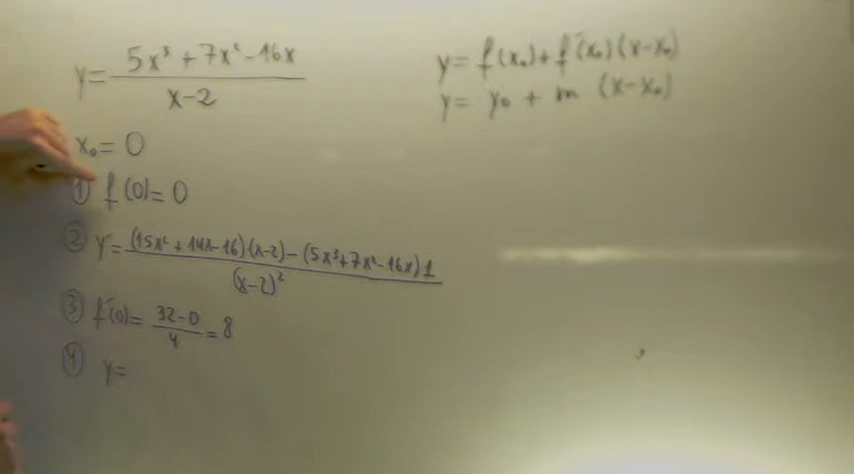 y = (5x³ + 7x² - 16x) / (x - 2)
x₀ = 0
① f(0) = 0
② y' = ((15x² + 14x - 16)(x - 2) - (5x³ + 7x² - 16x)1) / (x - 2)²
③ f'(0) = (32 - 0) / 4 = 8
④ y =
y = f(x₀) + f'(x₀)(x - x₀)
y = y₀ + m (x - x₀)